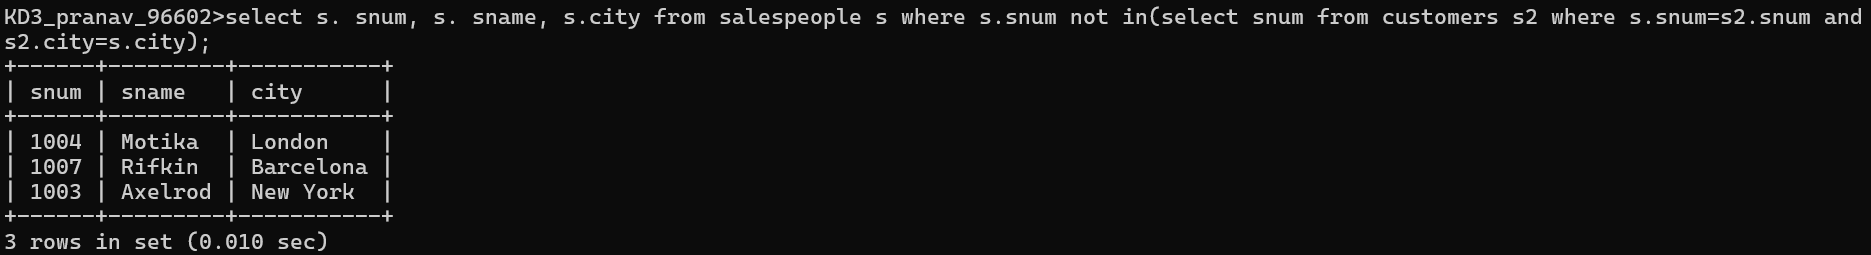 KD3_pranav_96602>select s. snum, s. sname, s.city from salespeople s where s.snum not in(select snum from customers s2 where s.snum=s2.snum and
s2.city=s.city);
+------+---------+-----------+
| snum | sname   | city      |
+------+---------+-----------+
| 1004 | Motika  | London    |
| 1007 | Rifkin  | Barcelona |
| 1003 | Axelrod | New York  |
+------+---------+-----------+
3 rows in set (0.010 sec)